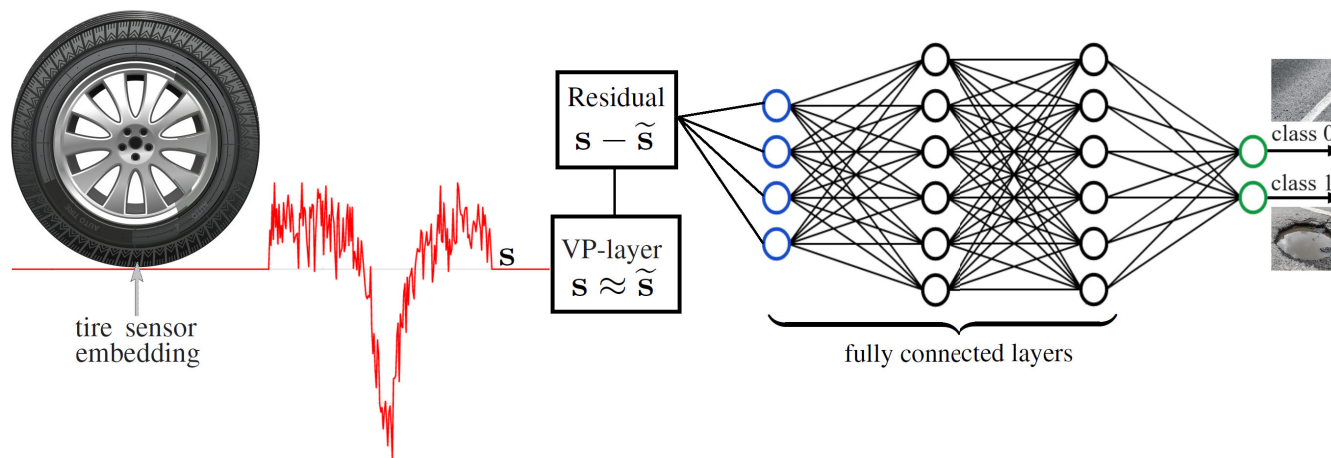 tire sensor
embedding
s
Residual
s − s̃
VP-layer
s ≈ s̃
fully connected layers
class 0
class 1